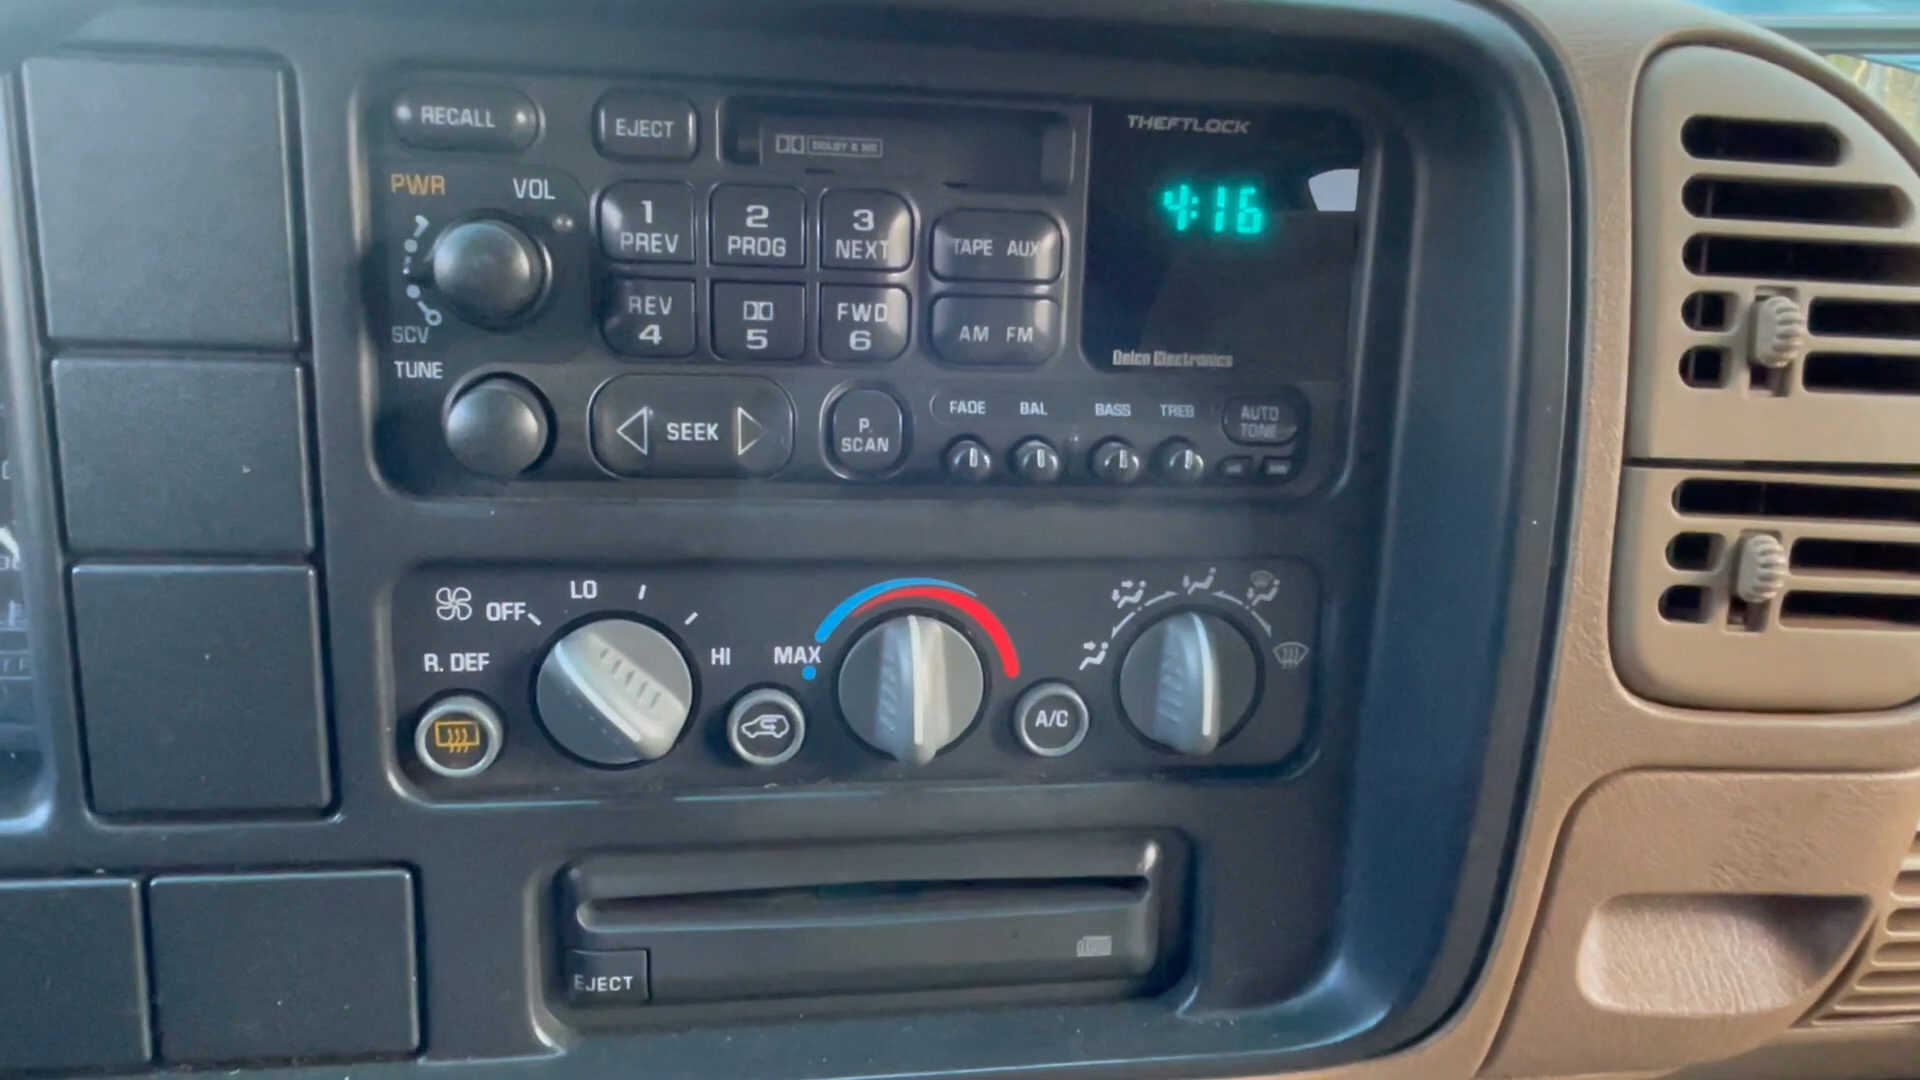 RECALL
EJECT
DOLBY B NR
THEFTLOCK
PWR
VOL
4:16
1
PREV
2
PROG
3
NEXT
TAPE AUX
REV
4
5
FWD
6
AM FM
SCV
TUNE
Delco Electronics
SEEK
P.
SCAN
FADE
BAL
BASS
TREB
AUTO
TONE
LO
OFF
HI
R. DEF
MAX
A/C
EJECT